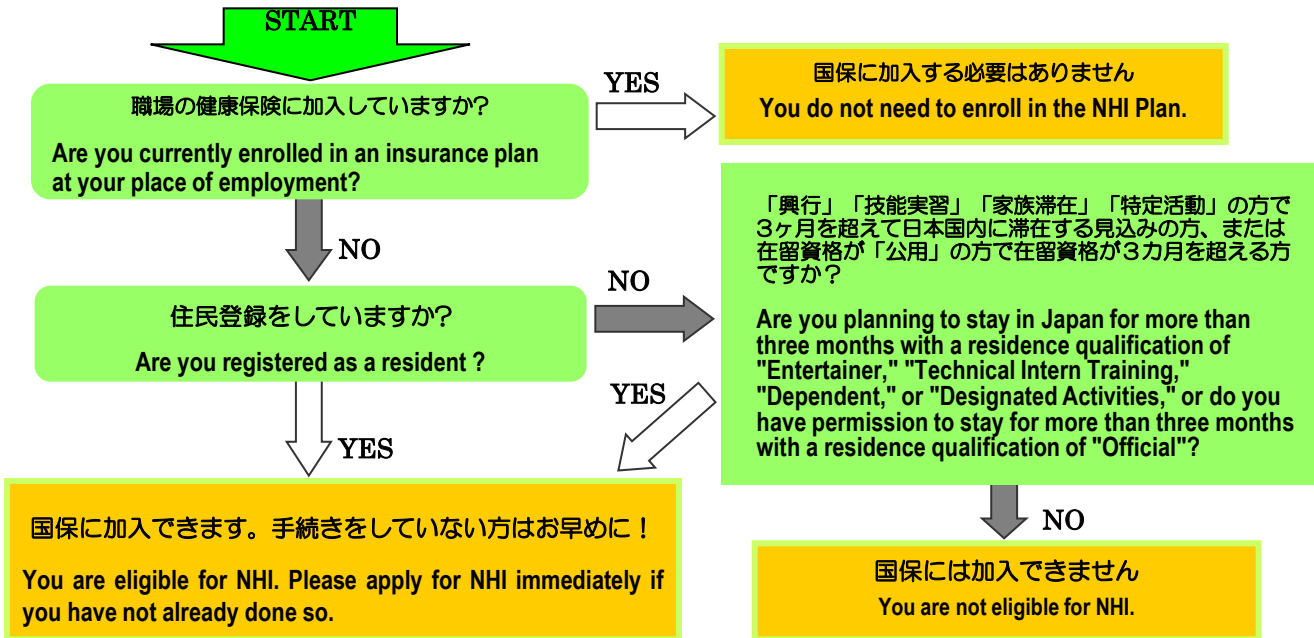 START
職場の健康保険に加入していますか?
Are you currently enrolled in an insurance plan
at your place of employment?
YES
国保に加入する必要はありません
You do not need to enroll in the NHI Plan.
NO
住民登録をしていますか?
Are you registered as a resident ?
NO
「興行」「技能実習」「家族滞在」「特定活動」の方で
3ヶ月を超えて日本国内に滞在する見込みの方、または
在留資格が「公用」の方で在留資格が3カ月を超える方
ですか?
Are you planning to stay in Japan for more than
three months with a residence qualification of
"Entertainer," "Technical Intern Training,"
"Dependent," or "Designated Activities," or do you
have permission to stay for more than three months
with a residence qualification of "Official"?
YES
YES
国保に加入できます。手続きをしていない方はお早めに!
You are eligible for NHI. Please apply for NHI immediately if
you have not already done so.
NO
国保には加入できません
You are not eligible for NHI.